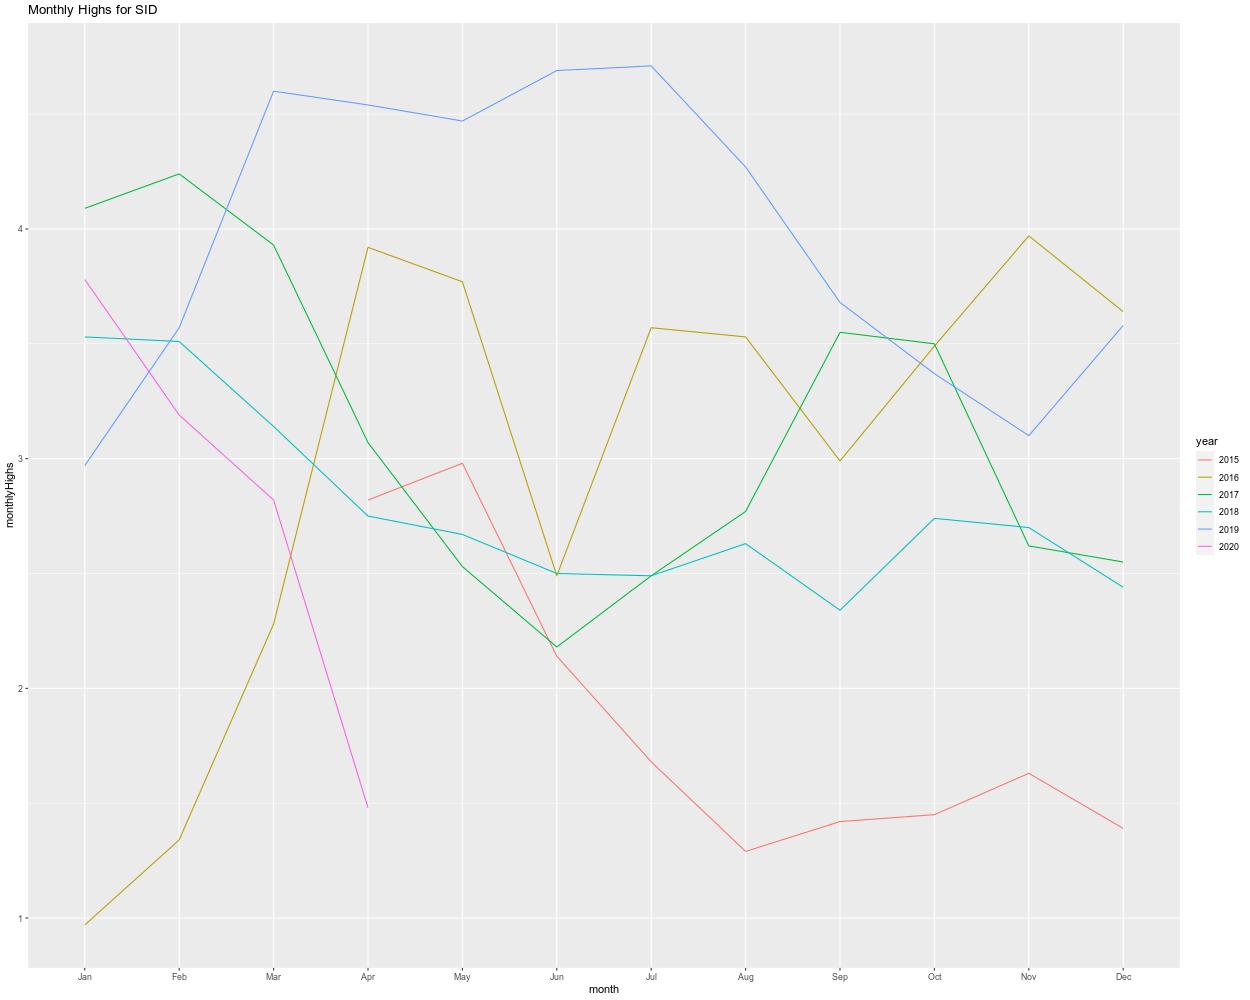 Monthly Highs for SID
monthlyHighs
4
3
2
1
Jan Feb Mar Apr May Jun Jul Aug Sep Oct Nov Dec
month
year
2015
2016
2017
2018
2019
2020